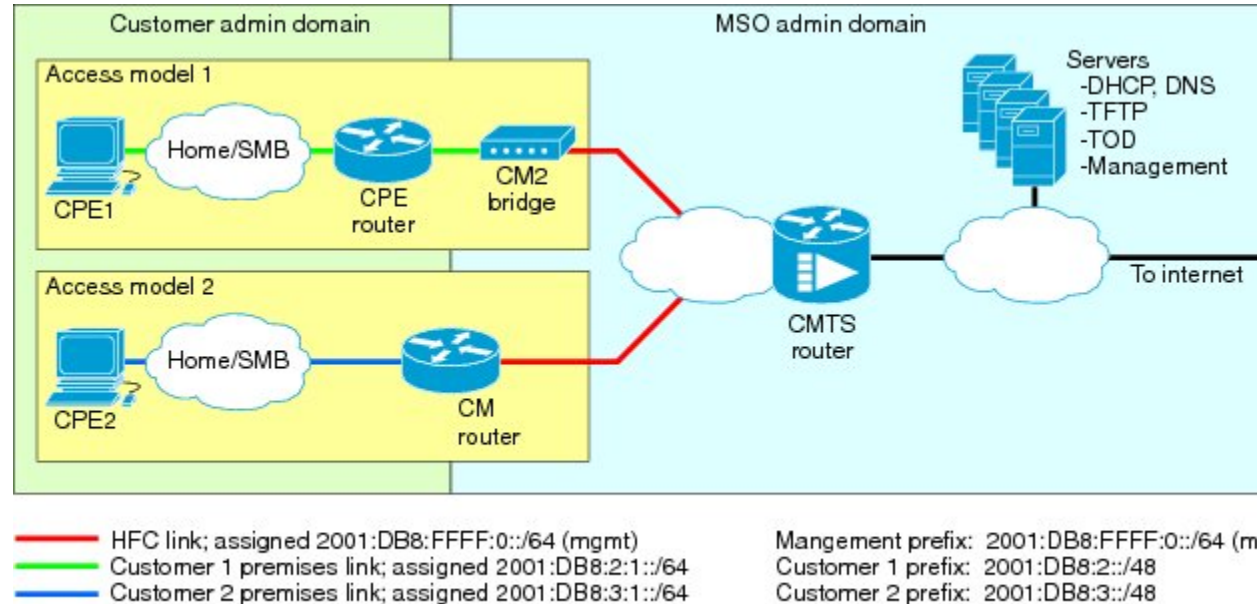 Customer admin domain
MSO admin domain
Access model 1
Home/SMB
CPE1
CPE
router
CM2
bridge
Servers
-DHCP, DNS
-TFTP
-TOD
-Management
To internet
CMTS
router
Access model 2
Home/SMB
CPE2
CM
router
HFC link; assigned 2001:DB8:FFFF:0::/64 (mgmt)
Customer 1 premises link; assigned 2001:DB8:2:1::/64
Customer 2 premises link; assigned 2001:DB8:3:1::/64
Mangement prefix: 2001:DB8:FFFF:0::/64 (m
Customer 1 prefix: 2001:DB8:2::/48
Customer 2 prefix: 2001:DB8:3::/48